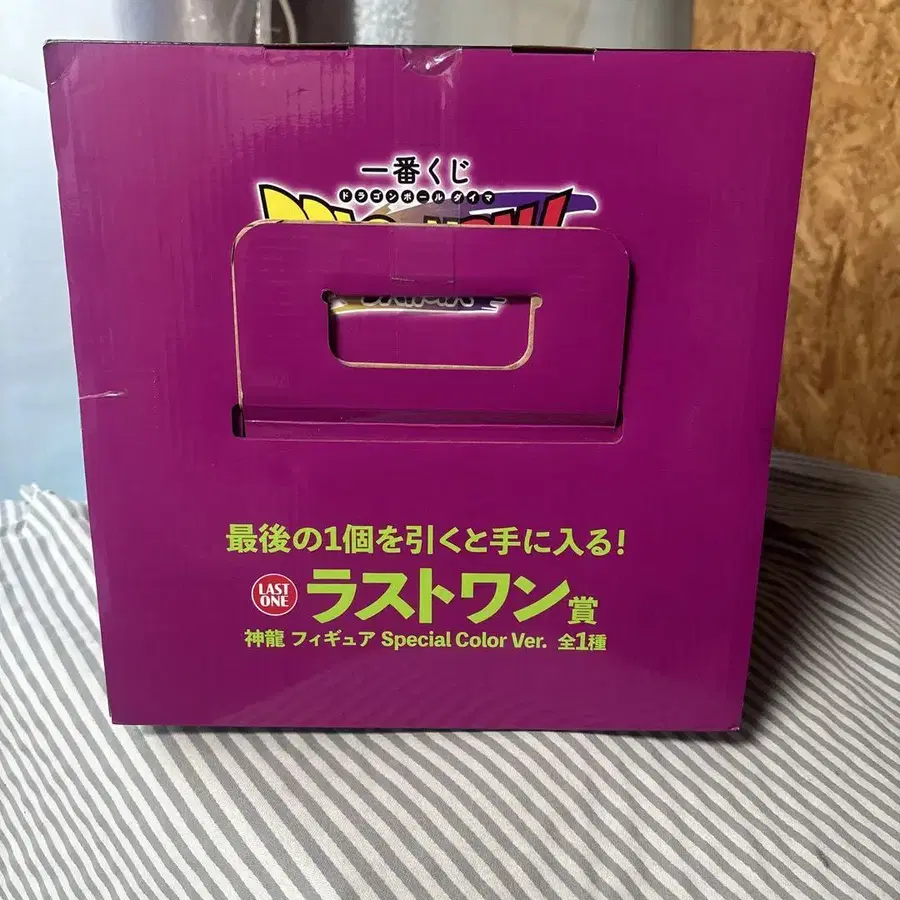 一番くじ
ドラゴンボールダイマ
最後の1個を引くと手に入る!
LAST ONE ラストワン賞
神龍 フィギュア Special Color Ver. 全1種